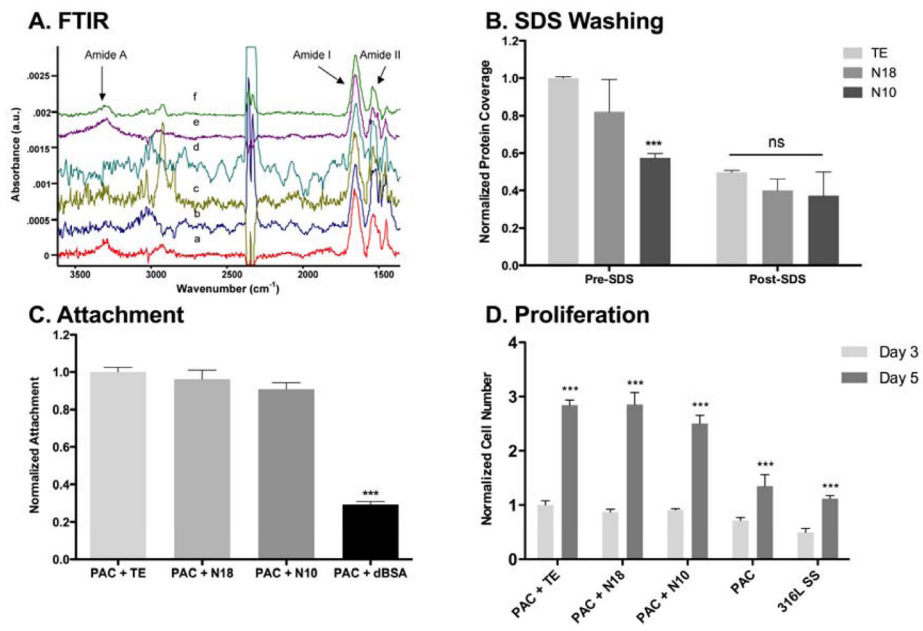 A. FTIR
Amide A
Amide I
Amide II
.0025
.002
.0015
.001
.0005
0
f
e
d
c
b
a
Absorbance (a.u.)
3500 3000 2500 2000 1500
Wavenumber (cm-1)
B. SDS Washing
TE
N18
N10
1.2
1.0
0.8
0.6
0.4
0.2
0.0
Normalized Protein Coverage
***
ns
Pre-SDS Post-SDS
C. Attachment
1.2
1.0
0.8
0.6
0.4
0.2
0.0
Normalized Attachment
***
PAC + TE PAC + N18 PAC + N10 PAC + dBSA
D. Proliferation
Day 3
Day 5
4
3
2
1
0
Normalized Cell Number
*** *** *** *** ***
PAC + TE PAC + N18 PAC + N10 PAC 316L SS